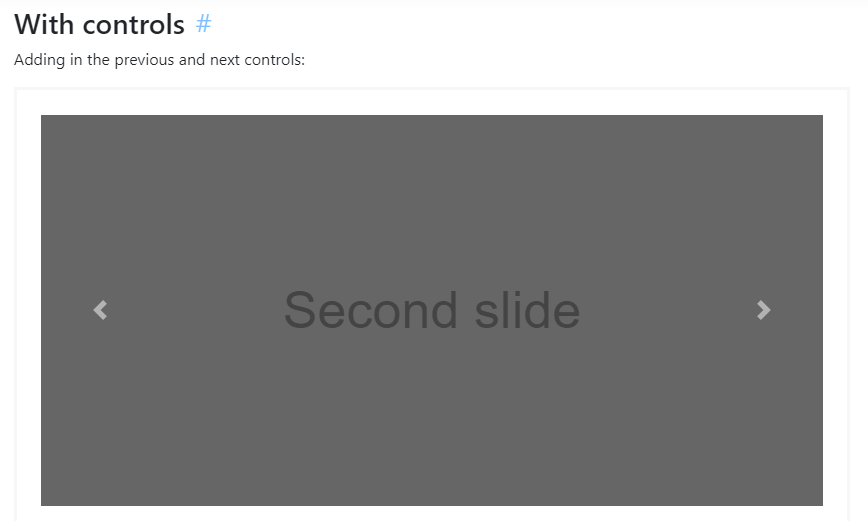 With controls #
Adding in the previous and next controls:
Second slide